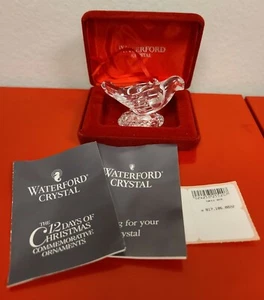 WATERFORD
CRYSTAL
WATERFORD
CRYSTAL
THE
12 DAYS OF
CHRISTMAS
COMMEMORATIVE
ORNAMENTS
WATERFORD
CRYSTAL
g for your
ystal